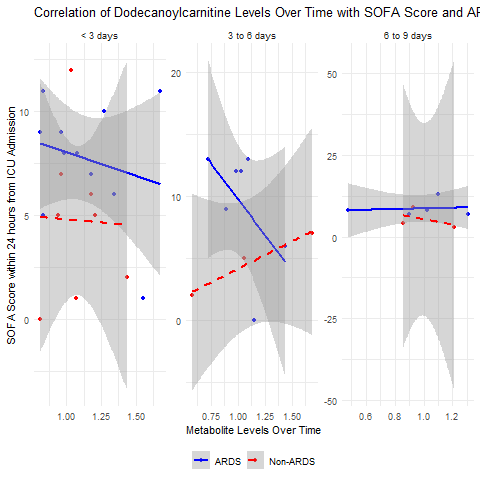 Correlation of Dodecanoylcarnitine Levels Over Time with SOFA Score and AR
< 3 days
3 to 6 days
6 to 9 days
SOFA Score within 24 hours from ICU Admission
10
5
0
20
10
0
50
25
0
-25
-50
1.00 1.25 1.50
0.75 1.00 1.25 1.50
0.6 0.8 1.0 1.2
Metabolite Levels Over Time
ARDS Non-ARDS